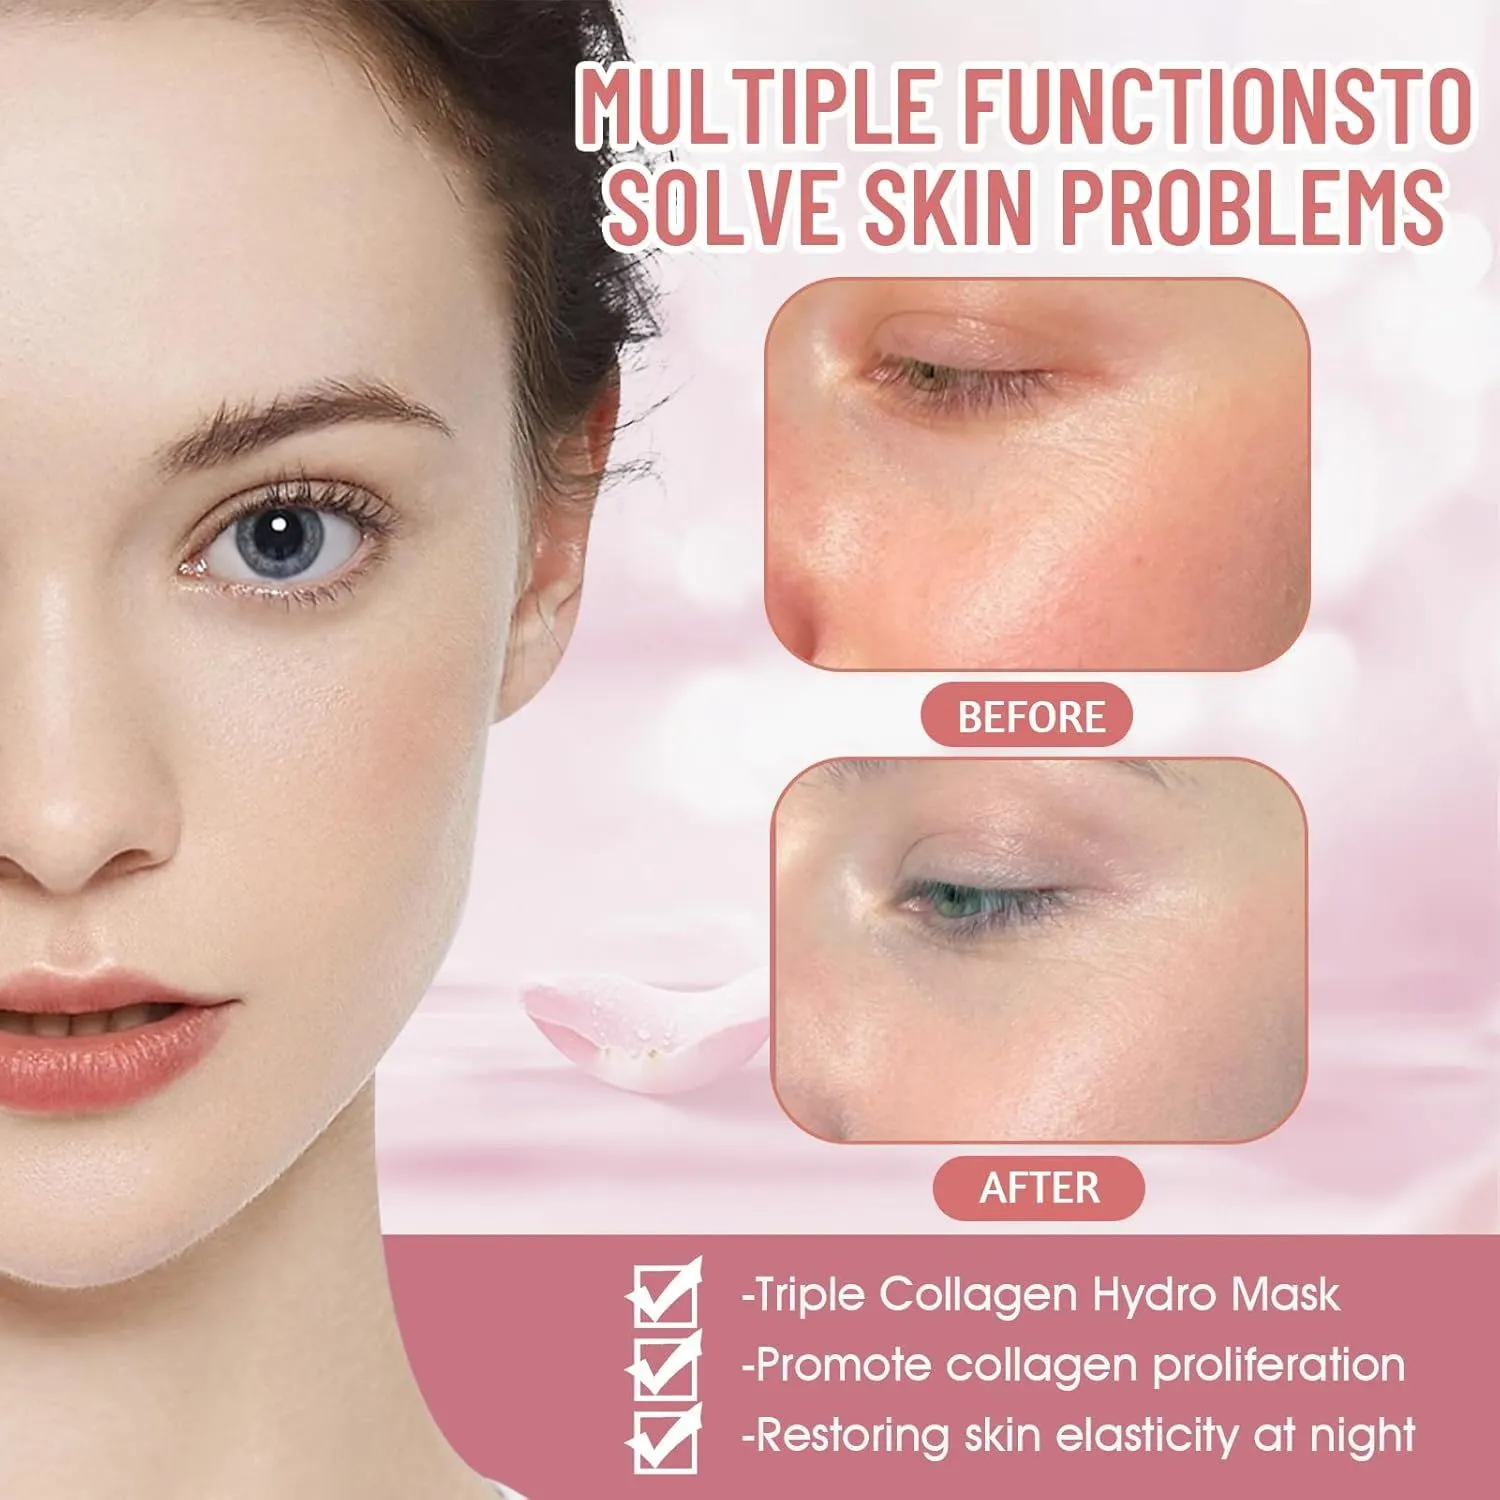 MULTIPLE FUNCTIONSTO
SOLVE SKIN PROBLEMS
BEFORE
AFTER
-Triple Collagen Hydro Mask
-Promote collagen proliferation
-Restoring skin elasticity at night